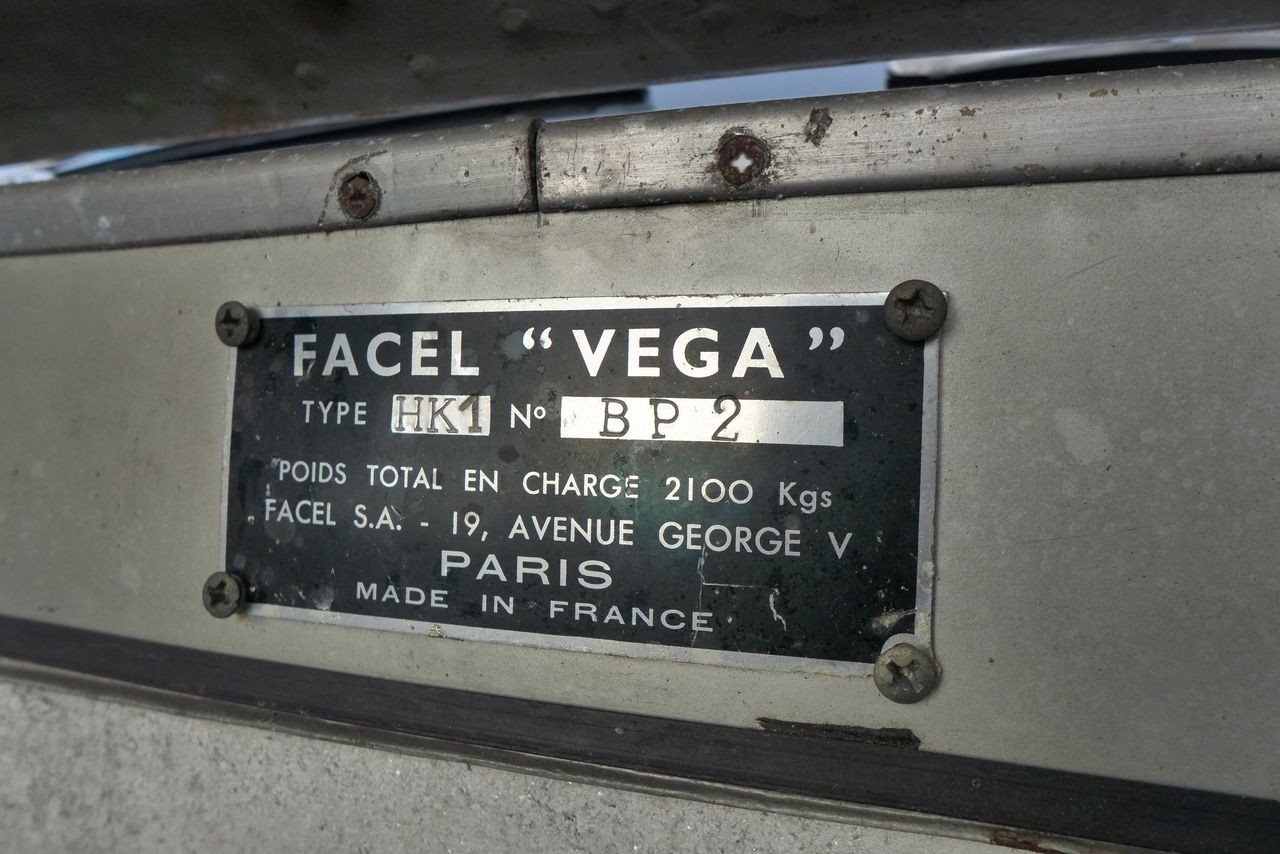 FACEL “VEGA”
TYPE HK1 Nº BP2
POIDS TOTAL EN CHARGE 2100 Kgs
FACEL S.A. - 19, AVENUE GEORGE V
PARIS
MADE IN FRANCE